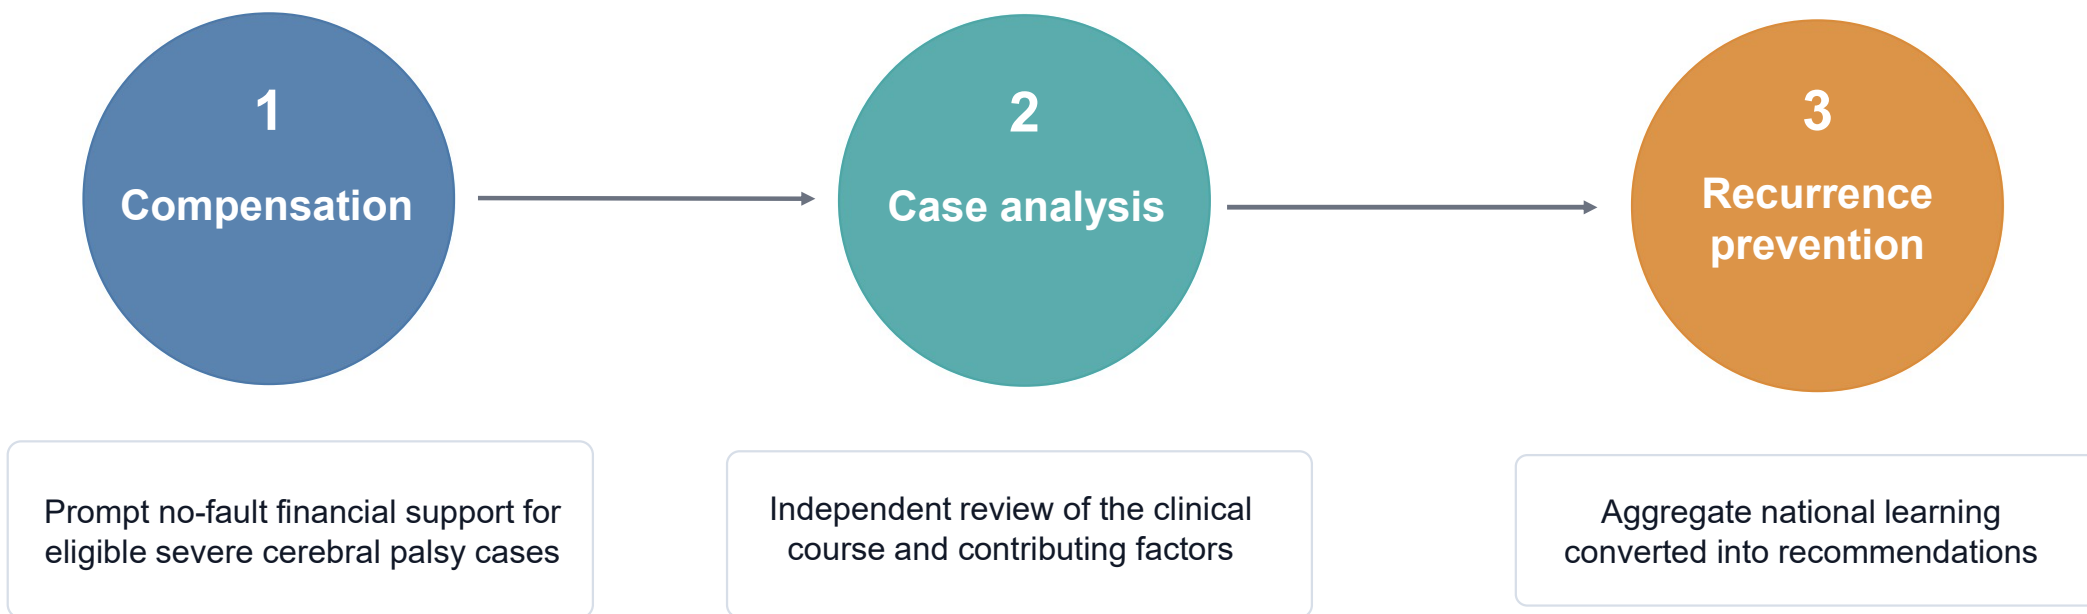 1
Compensation
2
Case analysis
3
Recurrence
prevention
Prompt no-fault financial support for
eligible severe cerebral palsy cases
Independent review of the clinical
course and contributing factors
Aggregate national learning
converted into recommendations